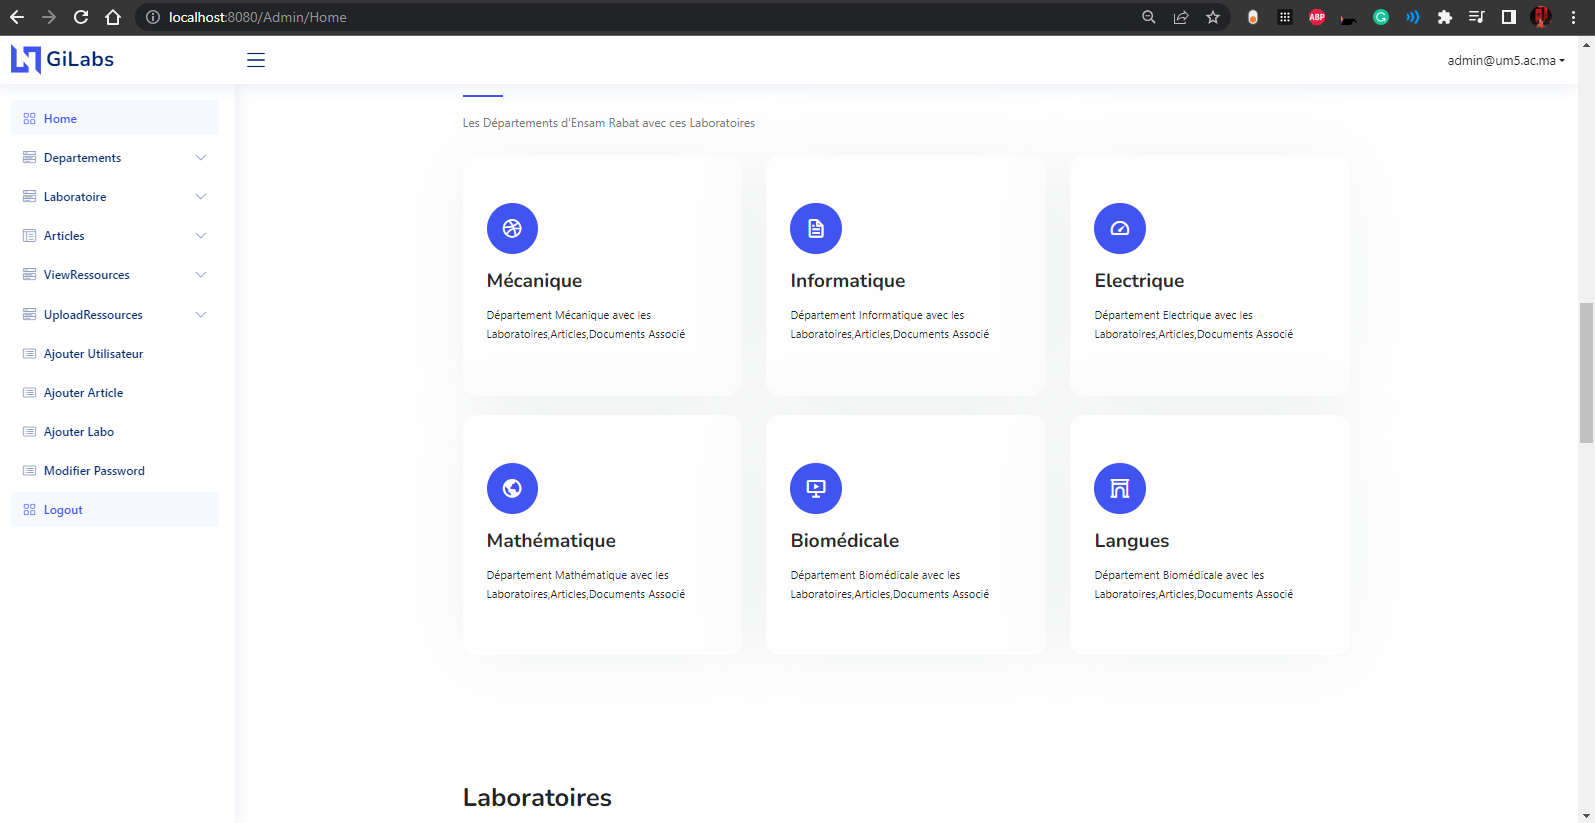 localhost:8080/Admin/Home
ABP
GiLabs
admin@um5.ac.ma
Home
Departements
Laboratoire
Articles
ViewRessources
UploadRessources
Ajouter Utilisateur
Ajouter Article
Ajouter Labo
Modifier Password
Logout
Les Départements d'Ensam Rabat avec ces Laboratoires
Mécanique
Département Mécanique avec les
Laboratoires,Articles,Documents Associé
Informatique
Département Informatique avec les
Laboratoires,Articles,Documents Associé
Electrique
Département Electrique avec les
Laboratoires,Articles,Documents Associé
Mathématique
Département Mathématique avec les
Laboratoires,Articles,Documents Associé
Biomédicale
Département Biomédicale avec les
Laboratoires,Articles,Documents Associé
Langues
Département Biomédicale avec les
Laboratoires,Articles,Documents Associé
Laboratoires